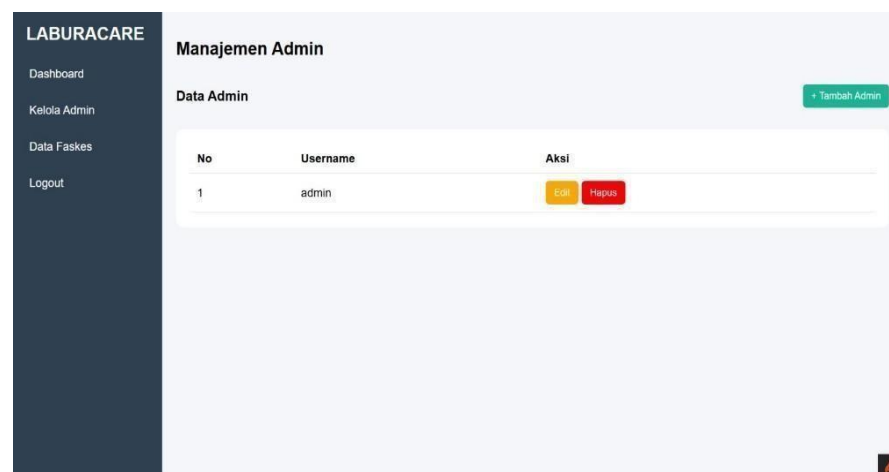 LABURACARE
Dashboard
Kelola Admin
Data Faskes
Logout
Manajemen Admin
Data Admin
+ Tambah Admin
No Username Aksi
1 admin Edit Hapus